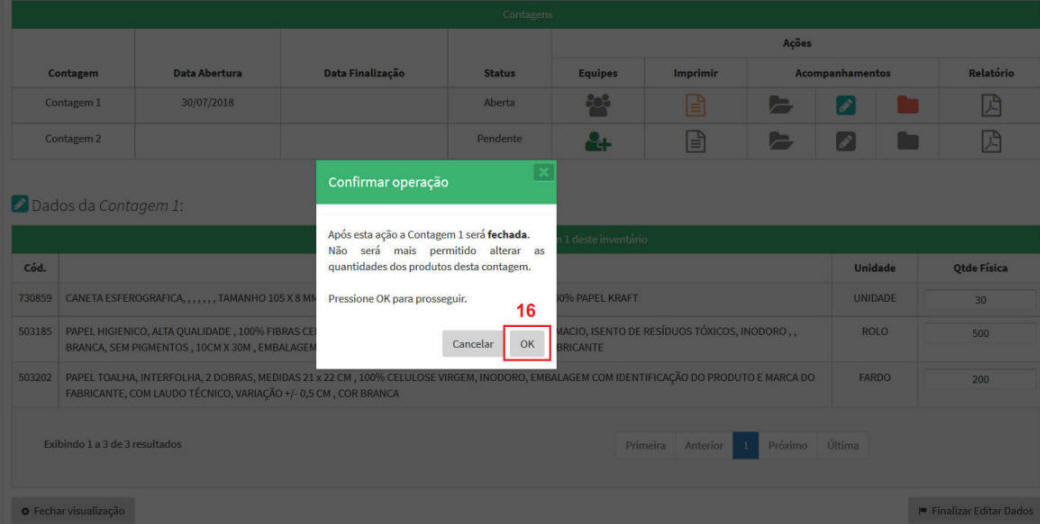 Contagens
Ações
Contagem Data Abertura Data Finalização Status Equipes Imprimir Acompanhamentos Relatório
Contagem 1 30/07/2018 Aberta
Contagem 2 Pendente
Confirmar operação
Dados da Contagem 1:
Após esta ação a Contagem 1 será fechada.
Não será mais permitido alterar as
quantidades dos produtos desta contagem.
Pressione OK para prosseguir.
16
Cancelar OK
1 deste inventário
Cód. Unidade Qtde Física
730859 CANETA ESFEROGRAFICA, , , , , , , TAMANHO 105 X 8 0% PAPEL KRAFT UNIDADE 30
503185 PAPEL HIGIENICO, ALTA QUALIDADE , 100% FIBRAS MACIO, ISENTO DE RESÍDUOS TÓXICOS, INODORO , , ROLO 500
BRANCA, SEM PIGMENTOS , 10CM X 30M , EMBALAGEM BRICANTE
503202 PAPEL TOALHA, INTERFOLHA, 2 DOBRAS, MEDIDAS 21 x 22 CM , 100% CELULOSE VIRGEM, INODORO, EMBALAGEM COM IDENTIFICAÇÃO DO PRODUTO E MARCA DO FARDO 200
FABRICANTE, COM LAUDO TÉCNICO, VARIAÇÃO +/- 0,5 CM , COR BRANCA
Exibindo 1 a 3 de 3 resultados Primeira Anterior 1 Próximo Última
Fechar visualização Finalizar Editar Dados